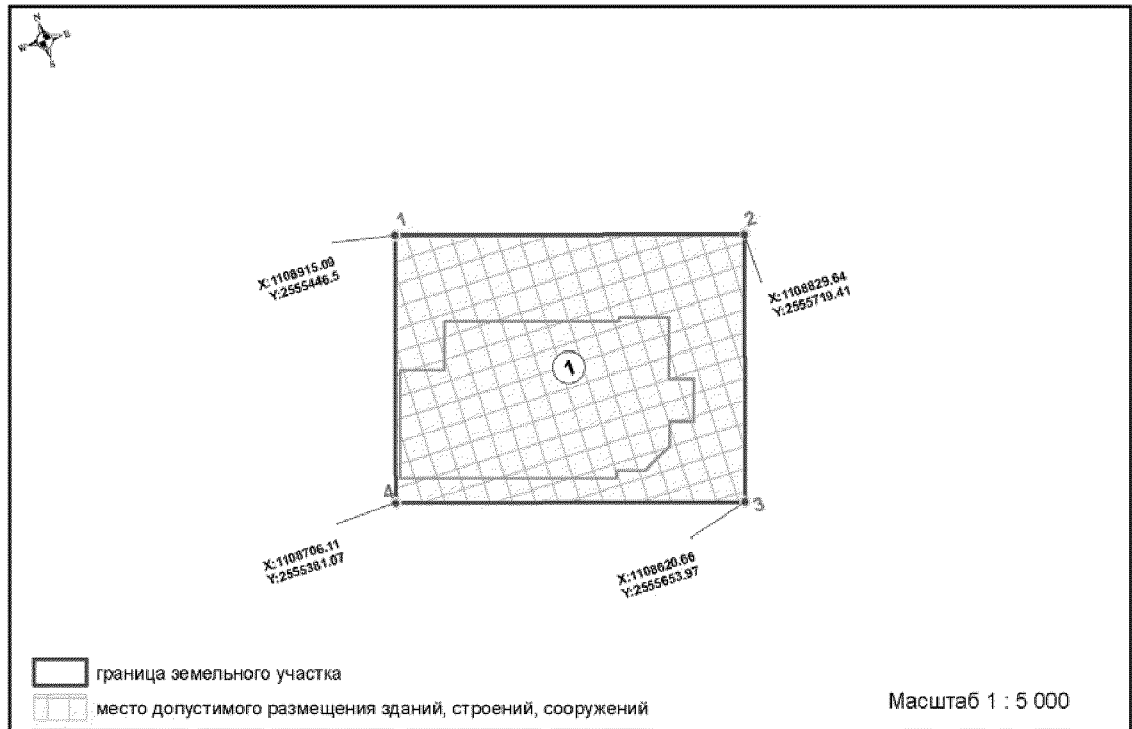 N
W E
S
1
2
X:1108915.09
Y:2555446.5
X:1108829.64
Y:2555719.41
1
4
3
X:1108706.11
Y:2555381.07
X:1108620.66
Y:2555653.97
граница земельного участка
место допустимого размещения зданий, строений, сооружений
Масштаб 1 : 5 000